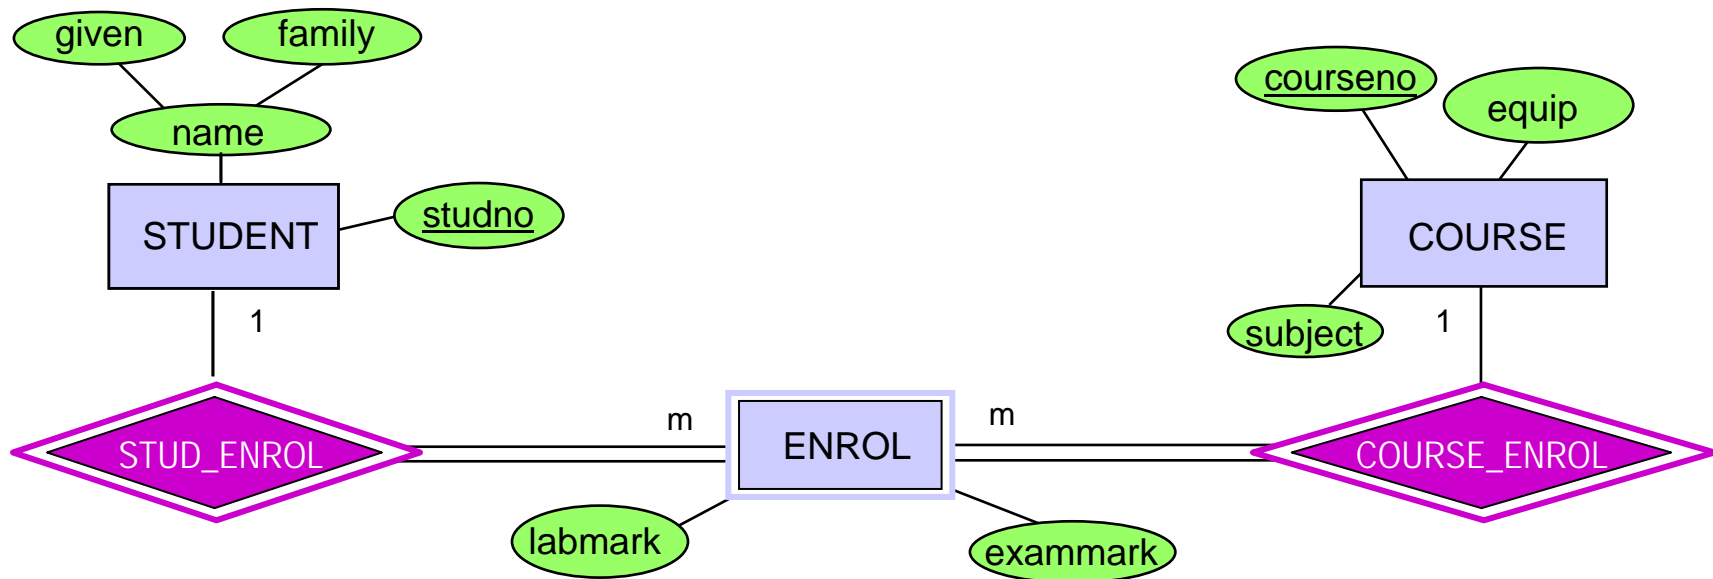 given
family
name
STUDENT
studno
courseno
equip
COURSE
subject
1
1
STUD_ENROL
m
ENROL
m
COURSE_ENROL
labmark
exammark